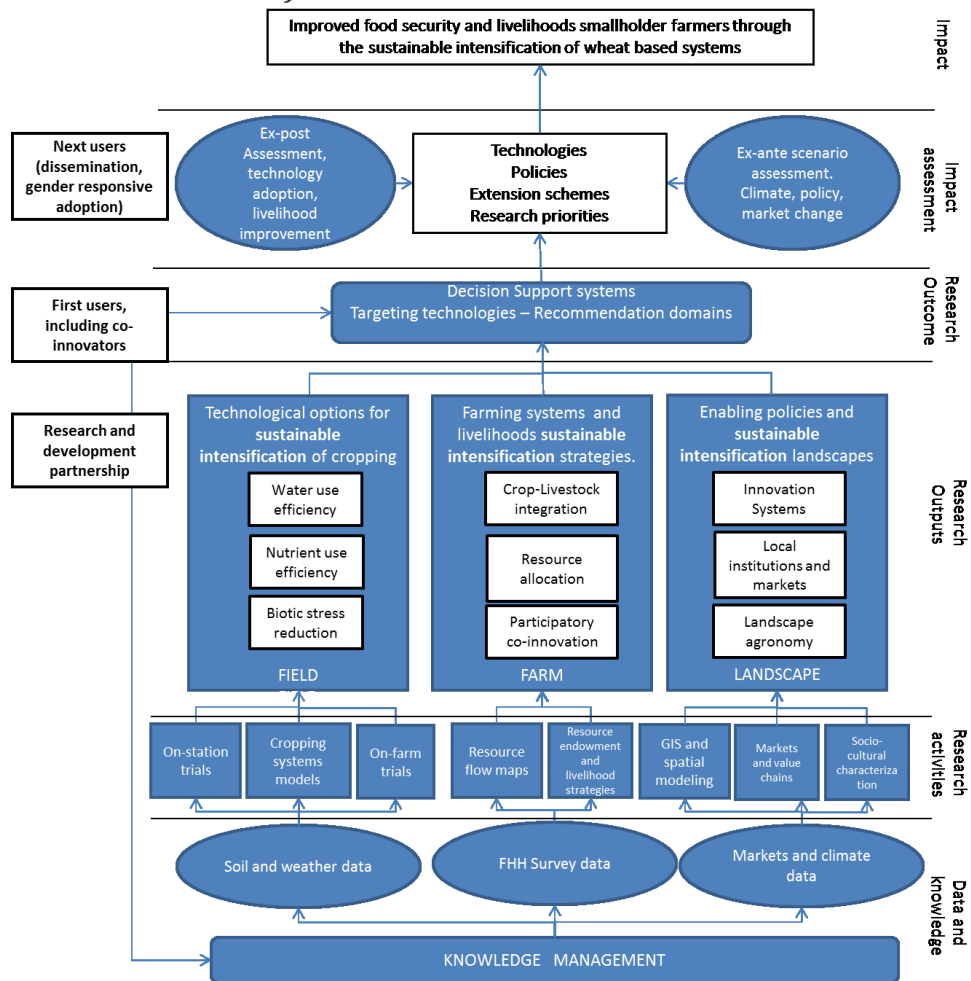 Improved food security and livelihoods smallholder farmers through
the sustainable intensification of wheat based systems
Impact
Next users
(dissemination,
gender responsive
adoption)
Ex-post
Assessment,
technology
adoption,
livelihood
improvement
Technologies
Policies
Extension schemes
Research priorities
Ex-ante scenario
assessment.
Climate, policy,
market change
Impact
assessment
First users,
including co-
innovators
Decision Support systems
Targeting technologies – Recommendation domains
Research
Outcome
Research and
development
partnership
Technological options for
sustainable
intensification of cropping
Water use
efficiency
Nutrient use
efficiency
Biotic stress
reduction
FIELD
Farming systems and
livelihoods sustainable
intensification strategies.
Crop-Livestock
integration
Resource
allocation
Participatory
co-innovation
FARM
Enabling policies and
sustainable
intensification landscapes
Innovation
Systems
Local
institutions and
markets
Landscape
agronomy
LANDSCAPE
Research
Outputs
On-station
trials
Cropping
systems
models
On-farm
trials
Resource
flow maps
Resource
endowment
and
livelihood
strategies
GIS and
spatial
modeling
Markets
and value
chains
Socio-
cultural
characteriza
tion
Research
activities
Soil and weather data
FHH Survey data
Markets and climate
data
Data and
knowledge
KNOWLEDGE MANAGEMENT